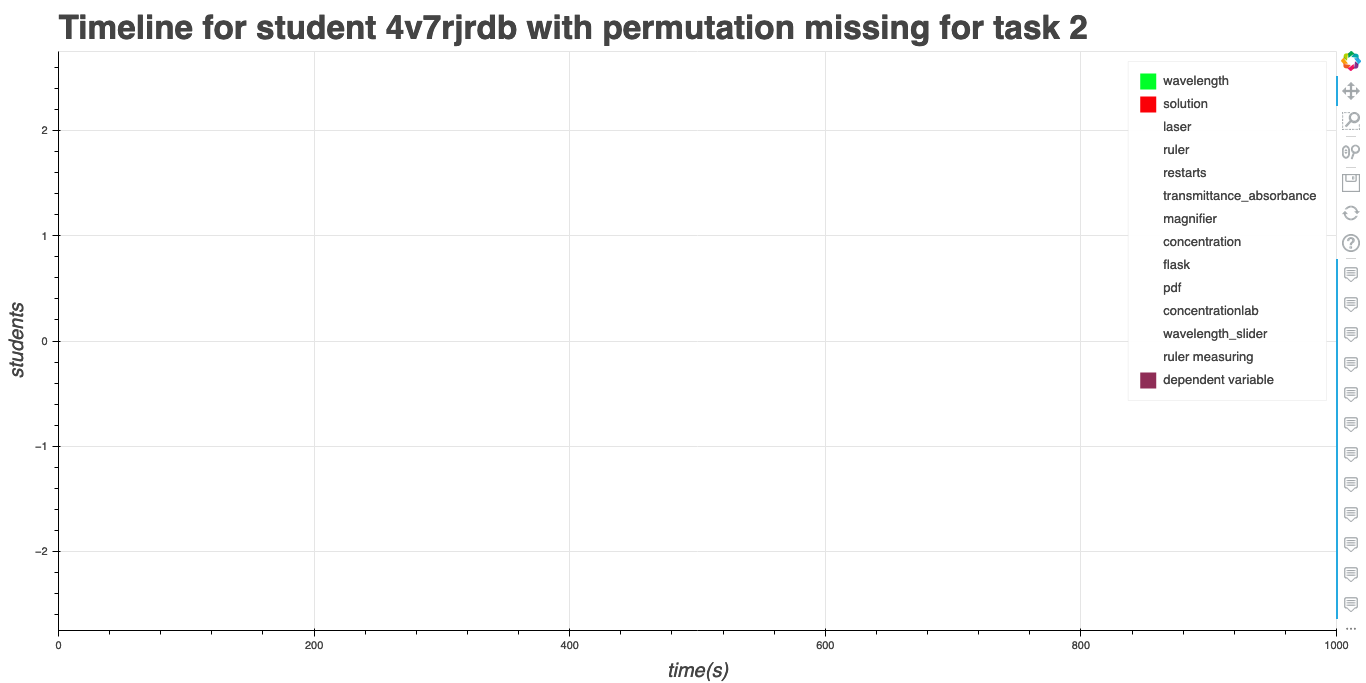 Timeline for student 4v7rjrdb with permutation missing for task 2
wavelength
solution
laser
ruler
restarts
transmittance_absorbance
magnifier
concentration
flask
pdf
concentrationlab
wavelength_slider
ruler measuring
dependent variable
students
2
1
0
−1
−2
0 200 400 600 800 1000
time(s)